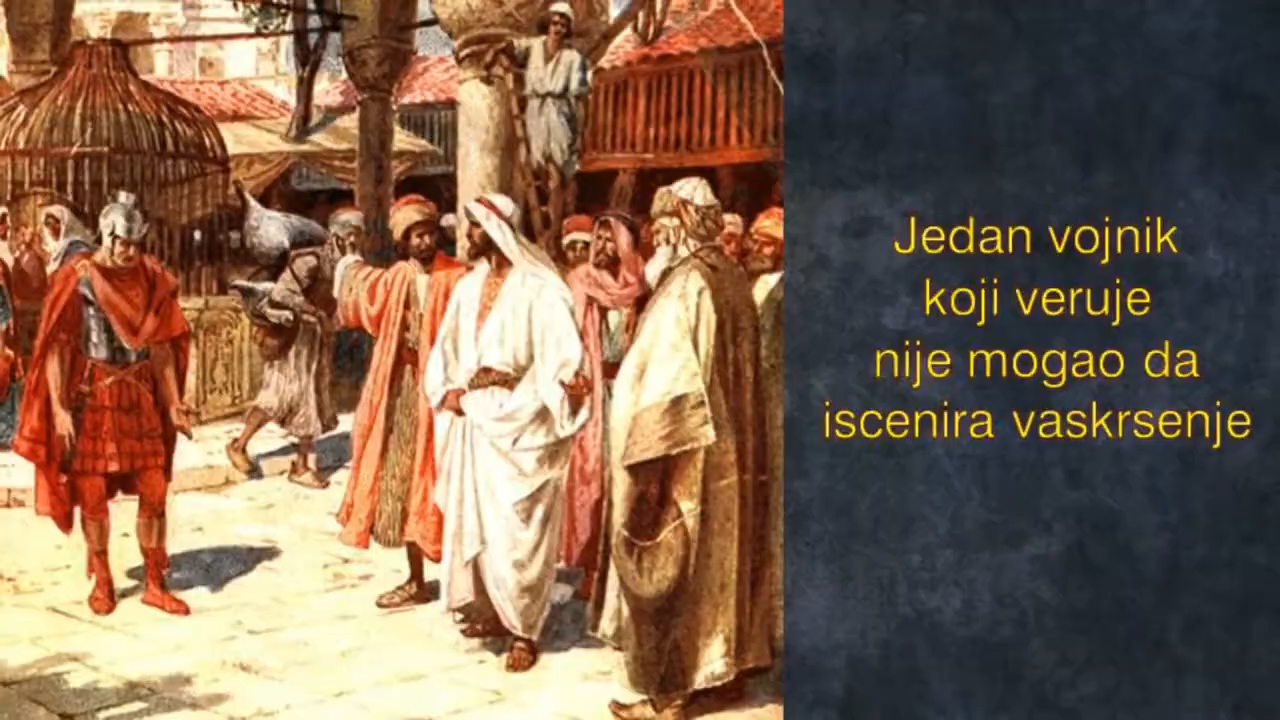 Jedan vojnik
koji veruje
nije mogao da
iscenira vaskrsenje